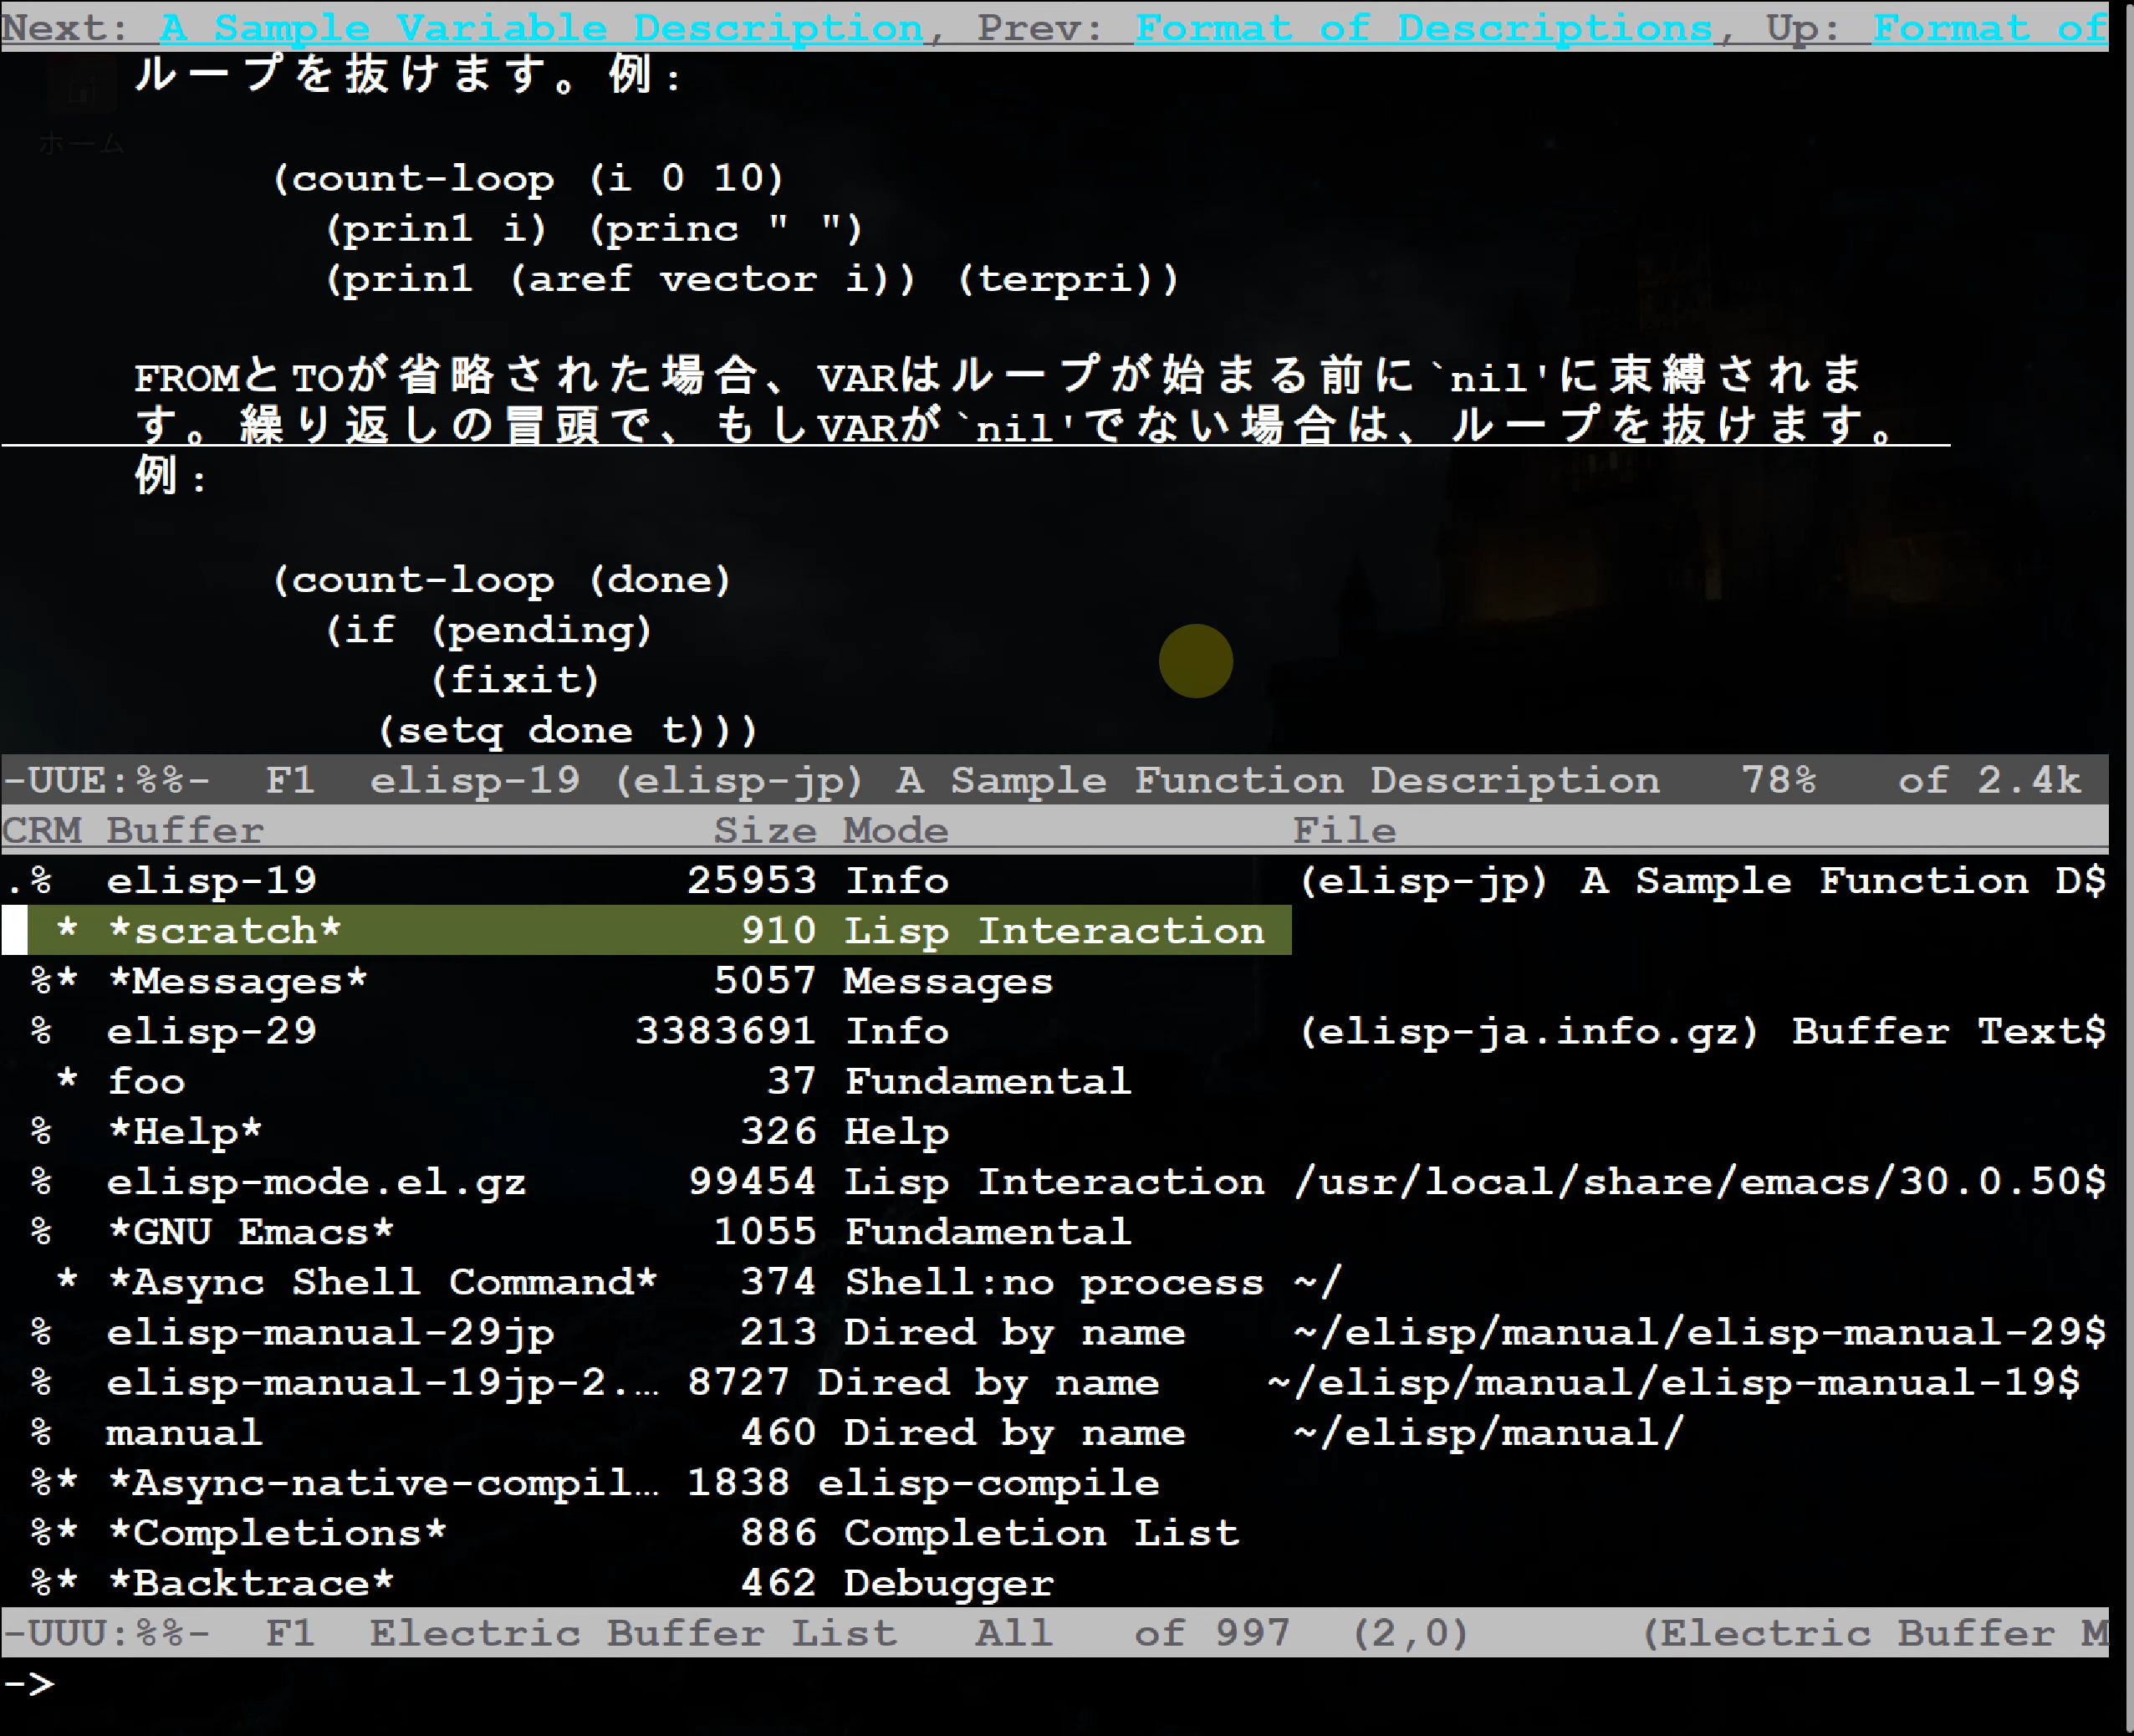 Next: A Sample Variable Description, Prev: Format of Descriptions, Up: Format of
ループを抜けます。例:
ホーム
(count-loop (i 0 10)
(prin1 i) (princ " ")
(prin1 (aref vector i)) (terpri))
FROMとTOが省略された場合、VARはループが始まる前に`nil'に束縛されま
す。繰り返しの冒頭で、もしVARが`nil'でない場合は、ループを抜けます。
例:
(count-loop (done)
(if (pending)
(fixit)
(setq done t)))
-UUE:%%-  F1  elisp-19 (elisp-jp) A Sample Function Description   78%   of 2.4k
CRM Buffer                 Size Mode             File
.%  elisp-19              25953 Info             (elisp-jp) A Sample Function D$
  * *scratch*               910 Lisp Interaction
 %* *Messages*             5057 Messages
 %  elisp-29            3383691 Info             (elisp-ja.info.gz) Buffer Text$
  * foo                      37 Fundamental
 %  *Help*                  326 Help
 %  elisp-mode.el.gz      99454 Lisp Interaction /usr/local/share/emacs/30.0.50$
 %  *GNU Emacs*            1055 Fundamental
  * *Async Shell Command*   374 Shell:no process ~/
 %  elisp-manual-29jp       213 Dired by name    ~/elisp/manual/elisp-manual-29$
 %  elisp-manual-19jp-2.… 8727 Dired by name    ~/elisp/manual/elisp-manual-19$
 %  manual                  460 Dired by name    ~/elisp/manual/
 %* *Async-native-compil… 1838 elisp-compile
 %* *Completions*           886 Completion List
 %* *Backtrace*             462 Debugger
-UUU:%%-  F1  Electric Buffer List   All   of 997  (2,0)       (Electric Buffer M
->